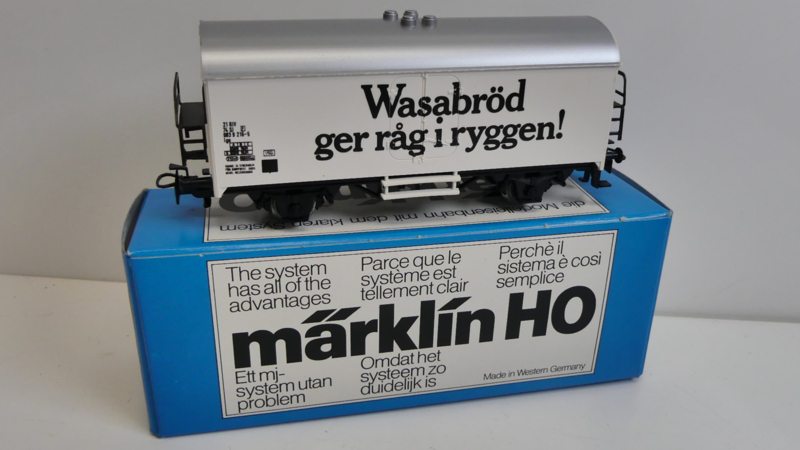 Wasabröd
ger råg i ryggen!
die Modelleisenbahn mit dem klaren System
The system
has all of the
advantages
Parce que le
système est
tellement clair
Perchè il
sistema è così
semplice
märklin HO
Ett mj-
system utan
problem
Omdat het
systeem zo
duidelijk is
Made in Western Germany